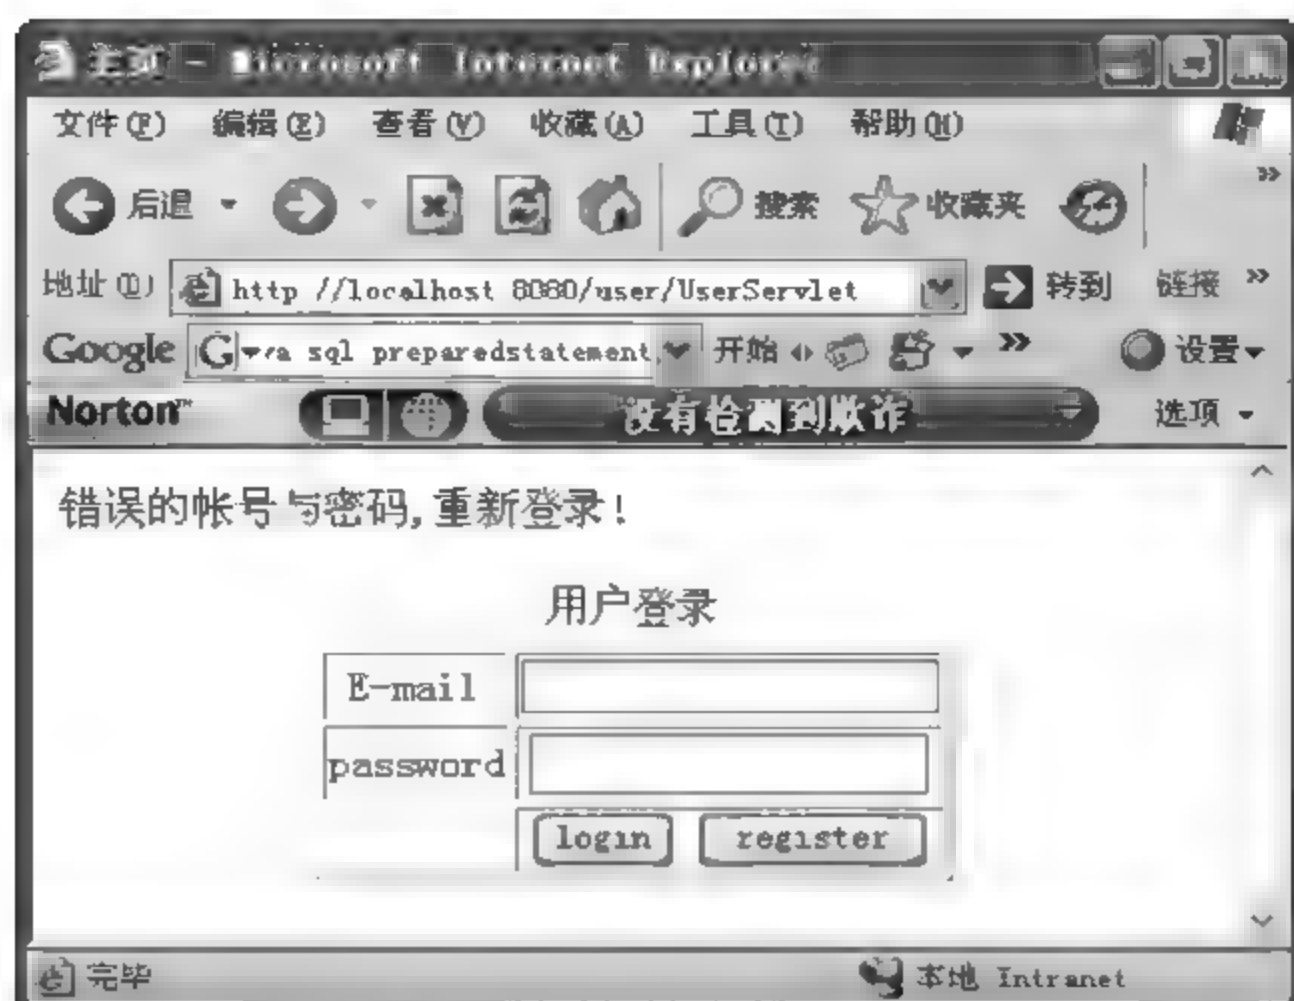 主页 - Microsoft Internet Explorer
文件(F) 编辑(E) 查看(V) 收藏(A) 工具(T) 帮助(H)
后退 搜索 收藏夹 »
地址(D) http //localhost 8080/user/UserServlet 转到 链接 »
Google G va sql preparedstatement. 开始 » 设置
Norton™ 没有检测到欺诈 选项
错误的帐号与密码,重新登录!
用户登录
E-mail
password
login register
完毕 本地 Intranet